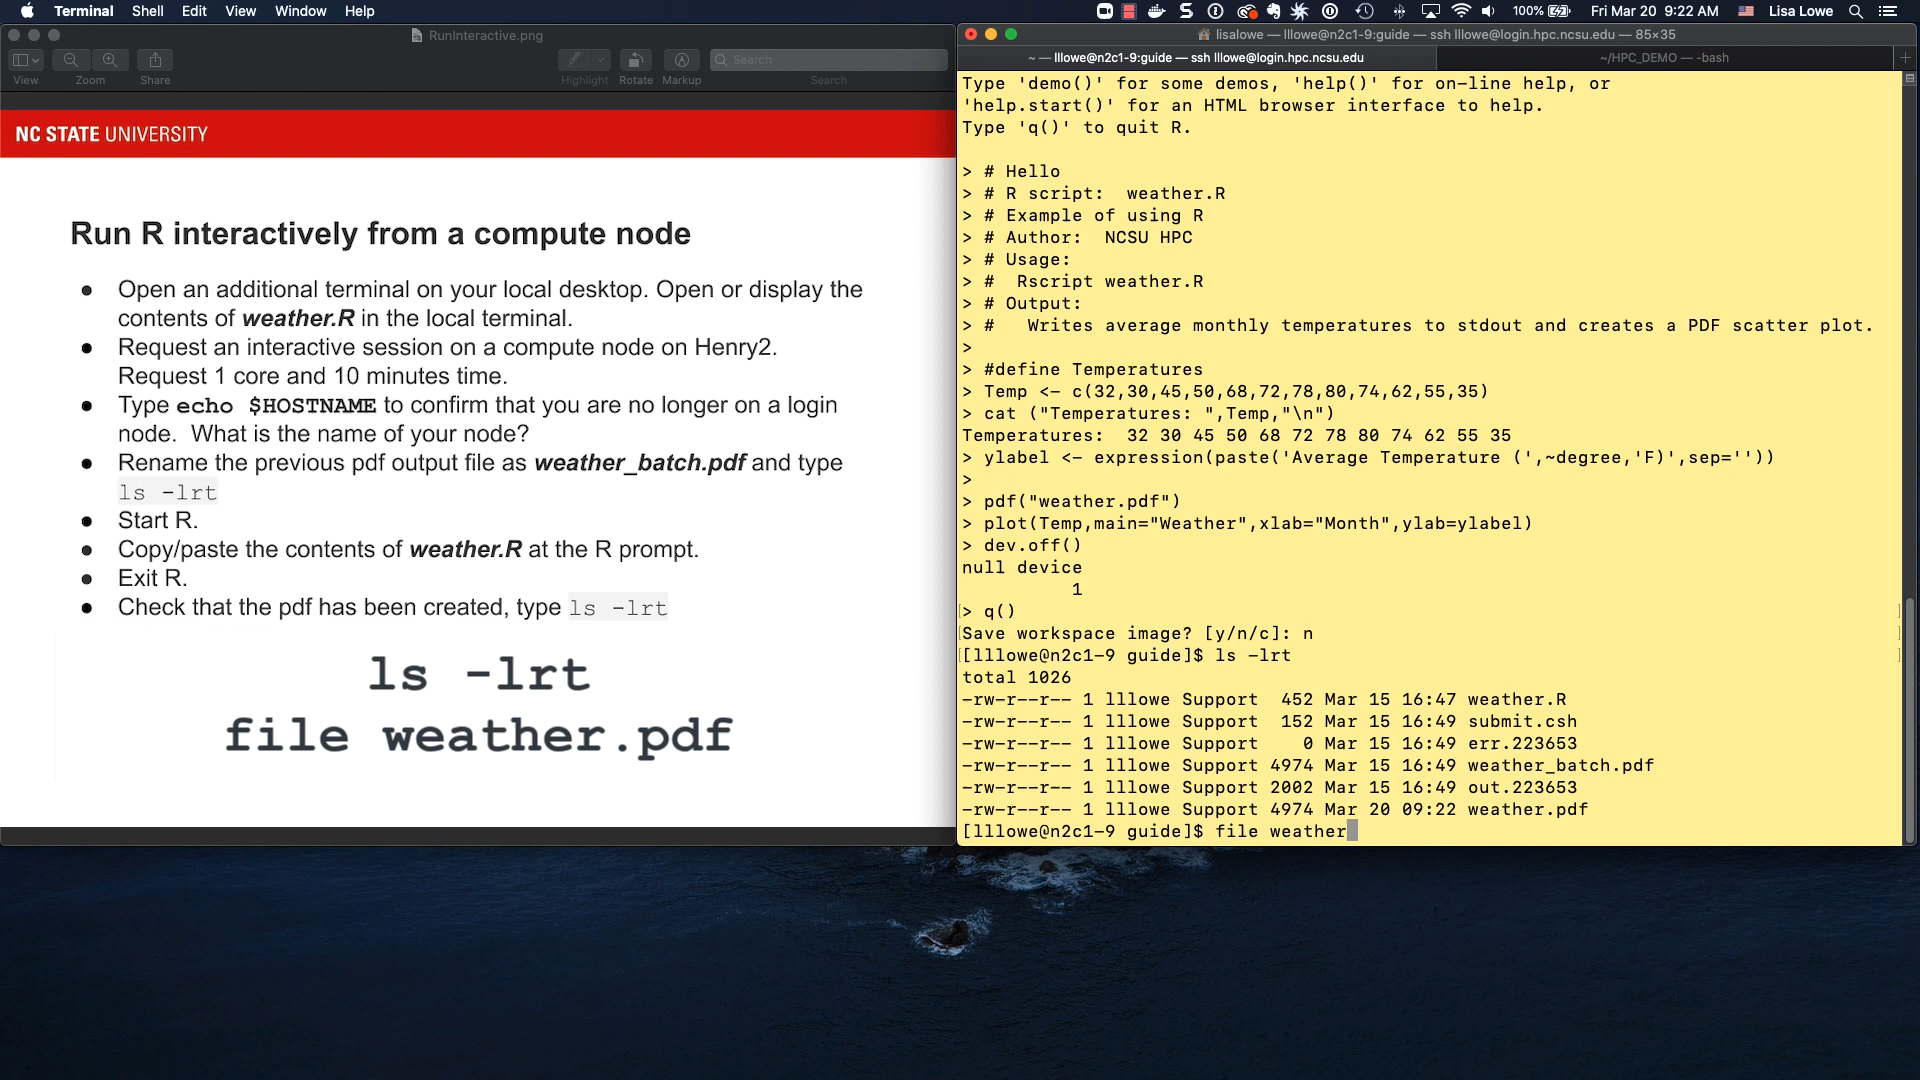 Terminal Shell Edit View Window Help
100% Fri Mar 20 9:22 AM Lisa Lowe
RunInteractive.png
View Zoom Share Highlight Rotate Markup Search
Search
NC STATE UNIVERSITY
Run R interactively from a compute node
● Open an additional terminal on your local desktop. Open or display the
contents of weather.R in the local terminal.
● Request an interactive session on a compute node on Henry2.
Request 1 core and 10 minutes time.
● Type echo $HOSTNAME to confirm that you are no longer on a login
node. What is the name of your node?
● Rename the previous pdf output file as weather_batch.pdf and type
ls -lrt
● Start R.
● Copy/paste the contents of weather.R at the R prompt.
● Exit R.
● Check that the pdf has been created, type ls -lrt
ls -lrt
file weather.pdf
lisalowe — lllowe@n2c1-9:guide — ssh lllowe@login.hpc.ncsu.edu — 85×35
~ — lllowe@n2c1-9:guide — ssh lllowe@login.hpc.ncsu.edu
~/HPC_DEMO — -bash
Type 'demo()' for some demos, 'help()' for on-line help, or
'help.start()' for an HTML browser interface to help.
Type 'q()' to quit R.
> # Hello
> # R script:  weather.R
> # Example of using R
> # Author:  NCSU HPC
> # Usage:
> #  Rscript weather.R
> # Output:
> #   Writes average monthly temperatures to stdout and creates a PDF scatter plot.
>
> #define Temperatures
> Temp <- c(32,30,45,50,68,72,78,80,74,62,55,35)
> cat ("Temperatures: ",Temp,"\n")
Temperatures:  32 30 45 50 68 72 78 80 74 62 55 35
> ylabel <- expression(paste('Average Temperature (',~degree,'F)',sep=''))
>
> pdf("weather.pdf")
> plot(Temp,main="Weather",xlab="Month",ylab=ylabel)
> dev.off()
null device
          1
[> q() ]
[Save workspace image? [y/n/c]: n ]
[[lllowe@n2c1-9 guide]$ ls -lrt ]
total 1026
-rw-r--r-- 1 lllowe Support  452 Mar 15 16:47 weather.R
-rw-r--r-- 1 lllowe Support  152 Mar 15 16:49 submit.csh
-rw-r--r-- 1 lllowe Support    0 Mar 15 16:49 err.223653
-rw-r--r-- 1 lllowe Support 4974 Mar 15 16:49 weather_batch.pdf
-rw-r--r-- 1 lllowe Support 2002 Mar 15 16:49 out.223653
-rw-r--r-- 1 lllowe Support 4974 Mar 20 09:22 weather.pdf
[lllowe@n2c1-9 guide]$ file weather